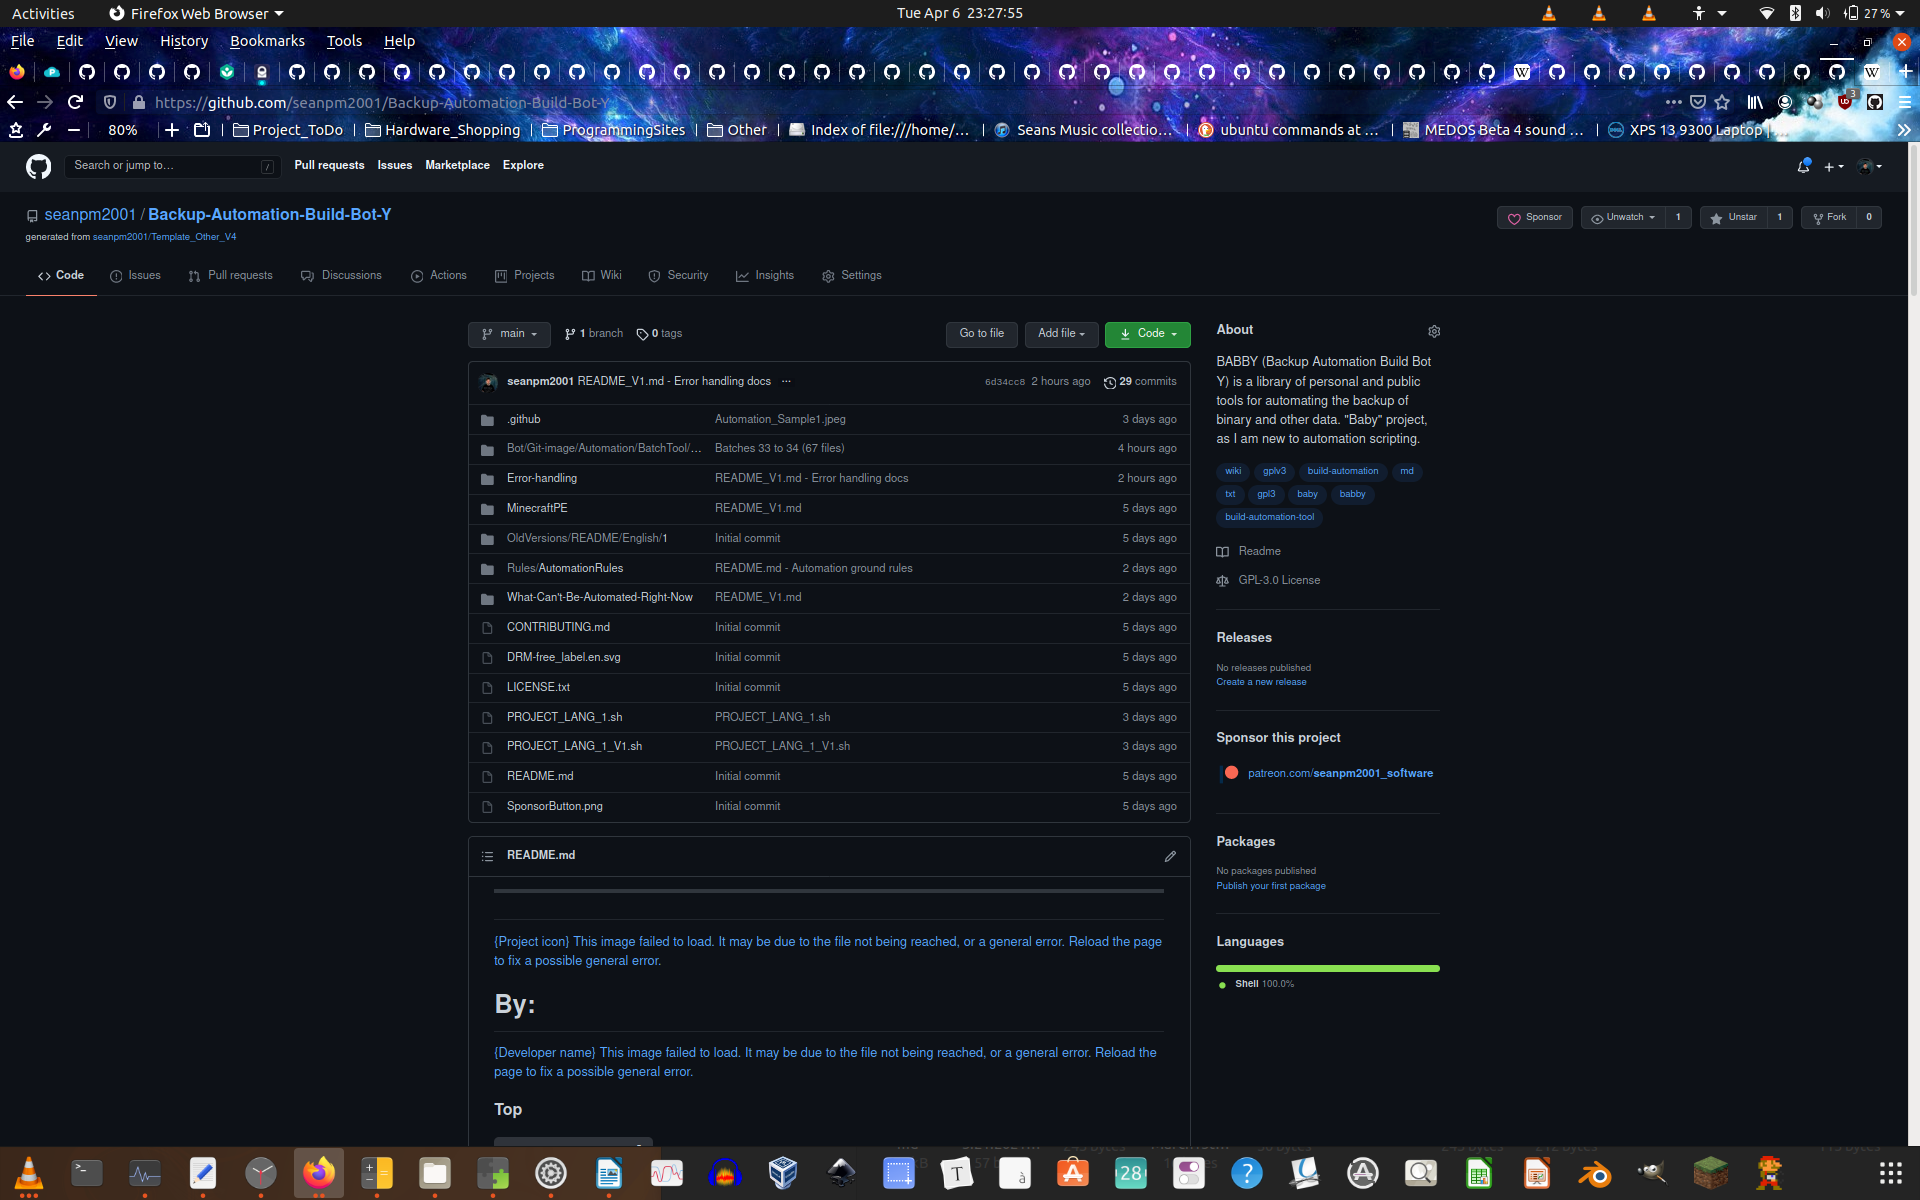 Activities
Firefox Web Browser
Tue Apr 6 23:27:55
27 %
File Edit View History Bookmarks Tools Help
https://github.com/seanpm2001/Backup-Automation-Build-Bot-Y
3
80%
Project_ToDo
Hardware_Shopping
ProgrammingSites
Other
Index of file:///home/…
Seans Music collectio…
ubuntu commands at …
MEDOS Beta 4 sound …
XPS 13 9300 Laptop |
Search or jump to…
/
Pull requests Issues Marketplace Explore
seanpm2001 / Backup-Automation-Build-Bot-Y
generated from seanpm2001/Template_Other_V4
Sponsor
Unwatch 1
Unstar 1
Fork 0
Code
Issues
Pull requests
Discussions
Actions
Projects
Wiki
Security
Insights
Settings
main
1 branch
0 tags
Go to file
Add file
Code
seanpm2001 README_V1.md - Error handling docs ...
6d34cc8 2 hours ago
29 commits
.github Automation_Sample1.jpeg 3 days ago
Bot/Git-image/Automation/BatchTool/… Batches 33 to 34 (67 files) 4 hours ago
Error-handling README_V1.md - Error handling docs 2 hours ago
MinecraftPE README_V1.md 5 days ago
OldVersions/README/English/1 Initial commit 5 days ago
Rules/AutomationRules README.md - Automation ground rules 2 days ago
What-Can't-Be-Automated-Right-Now README_V1.md 2 days ago
CONTRIBUTING.md Initial commit 5 days ago
DRM-free_label.en.svg Initial commit 5 days ago
LICENSE.txt Initial commit 5 days ago
PROJECT_LANG_1.sh PROJECT_LANG_1.sh 3 days ago
PROJECT_LANG_1_V1.sh PROJECT_LANG_1_V1.sh 3 days ago
README.md Initial commit 5 days ago
SponsorButton.png Initial commit 5 days ago
README.md
{Project icon} This image failed to load. It may be due to the file not being reached, or a general error. Reload the page
to fix a possible general error.
By:
{Developer name} This image failed to load. It may be due to the file not being reached, or a general error. Reload the
page to fix a possible general error.
Top
About
BABBY (Backup Automation Build Bot
Y) is a library of personal and public
tools for automating the backup of
binary and other data. "Baby" project,
as I am new to automation scripting.
wiki gplv3 build-automation md
txt gpl3 baby babby
build-automation-tool
Readme
GPL-3.0 License
Releases
No releases published
Create a new release
Sponsor this project
patreon.com/seanpm2001_software
Packages
No packages published
Publish your first package
Languages
Shell 100.0%